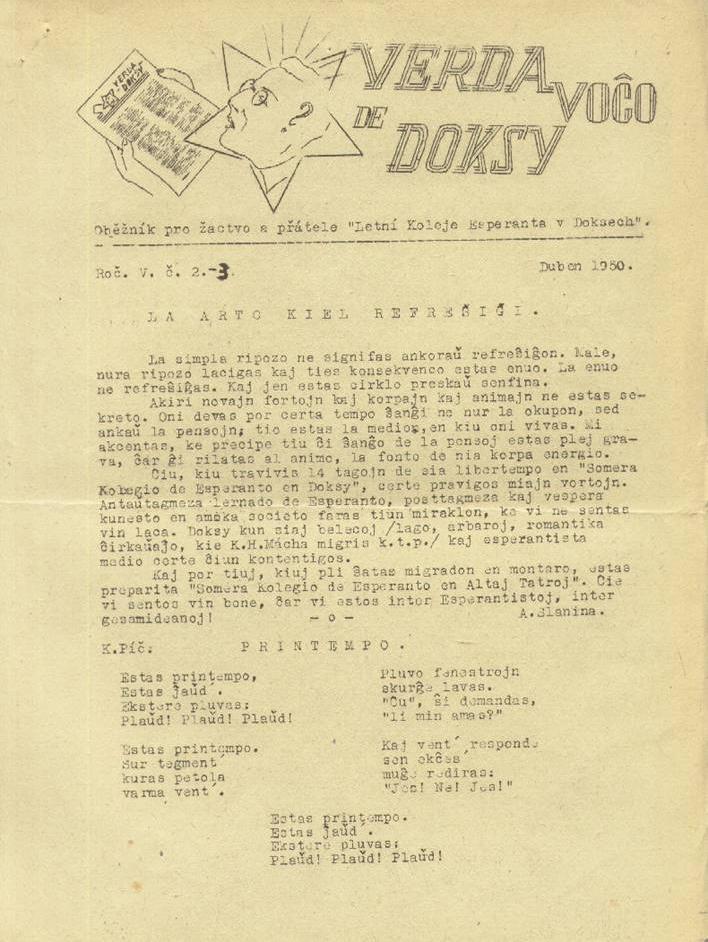 VERDA
DOKSY
VERDA VOĈO
DE DOKSY
Oběžník pro žactvo a přátele "Letní Koleje Esperanta v Doksech".
Roč. V. č. 2.-3. Duben 1950.
LA ARTO KIEL REFREŜIĜI.
La simpla ripozo ne signifas ankoraŭ refreŝiĝon. Male,
nura ripozo lacigas kaj ties konsekvenco estas enuo. La enuo
ne refreŝigas. Kaj jen estas cirklo preskaŭ senfina.
Akiri novajn fortojn kaj korpajn kaj animajn ne estas se-
kreto. Oni devas por certa tempo ŝanĝi ne nur la okupon, sed
ankaŭ la pensojn; tio estas la medion, en kiu oni vivas. Mi
akcentas, ke precipe tiu ĉi ŝanĝo de la pensoj estas plej gra-
va, ĉar ĝi rilatas al animo, la fonto de nia korpa energio.
Ĉiu, kiu travivis 14 tagojn de sia libertempo en "Somera
Kolegio de Esperanto en Doksy", certe pravigos miajn vortojn.
Antaŭtagmeza lernado de Esperanto, posttagmeza kaj vespera
kunesto en amika societo faras tiun miraklon, ke vi ne sentas
vin laca. Doksy kun siaj belecoj /lago, arbaroj, romantika
ĉirkaŭaĵo, kie K.H.Mácha migris k.t.p./ kaj esperantista
medio certe ĉiun kontentigos.
Kaj por tiuj, kiuj pli ŝatas migradon en montaro, estas
preparita "Somera Kolegio de Esperanto en Altaj Tatroj". Ĉie
vi sentos vin bone, ĉar vi estos inter Esperantistoj, inter
gesamideanoj! - o - A.Slanina.
K.Píč: PRINTEMPO.
Estas printempo,
Estas ĵaŭd´.
Ekstere pluvas:
Plaŭd! Plaŭd! Plaŭd!
Estas printempo.
Sur tegment´
kuras petola
varma vent´.
Pluvo fenestrojn
skurĝe lavas.
"Ĉu", ŝi demandas,
"li min amas?"
Kaj vent´ responde
sen ekĉes´
muĝe rediras:
"Jes! Ne! Jes!"
Estas printempo.
Estas ĵaŭd´.
Ekstere pluvas:
Plaŭd! Plaŭd! Plaŭd!